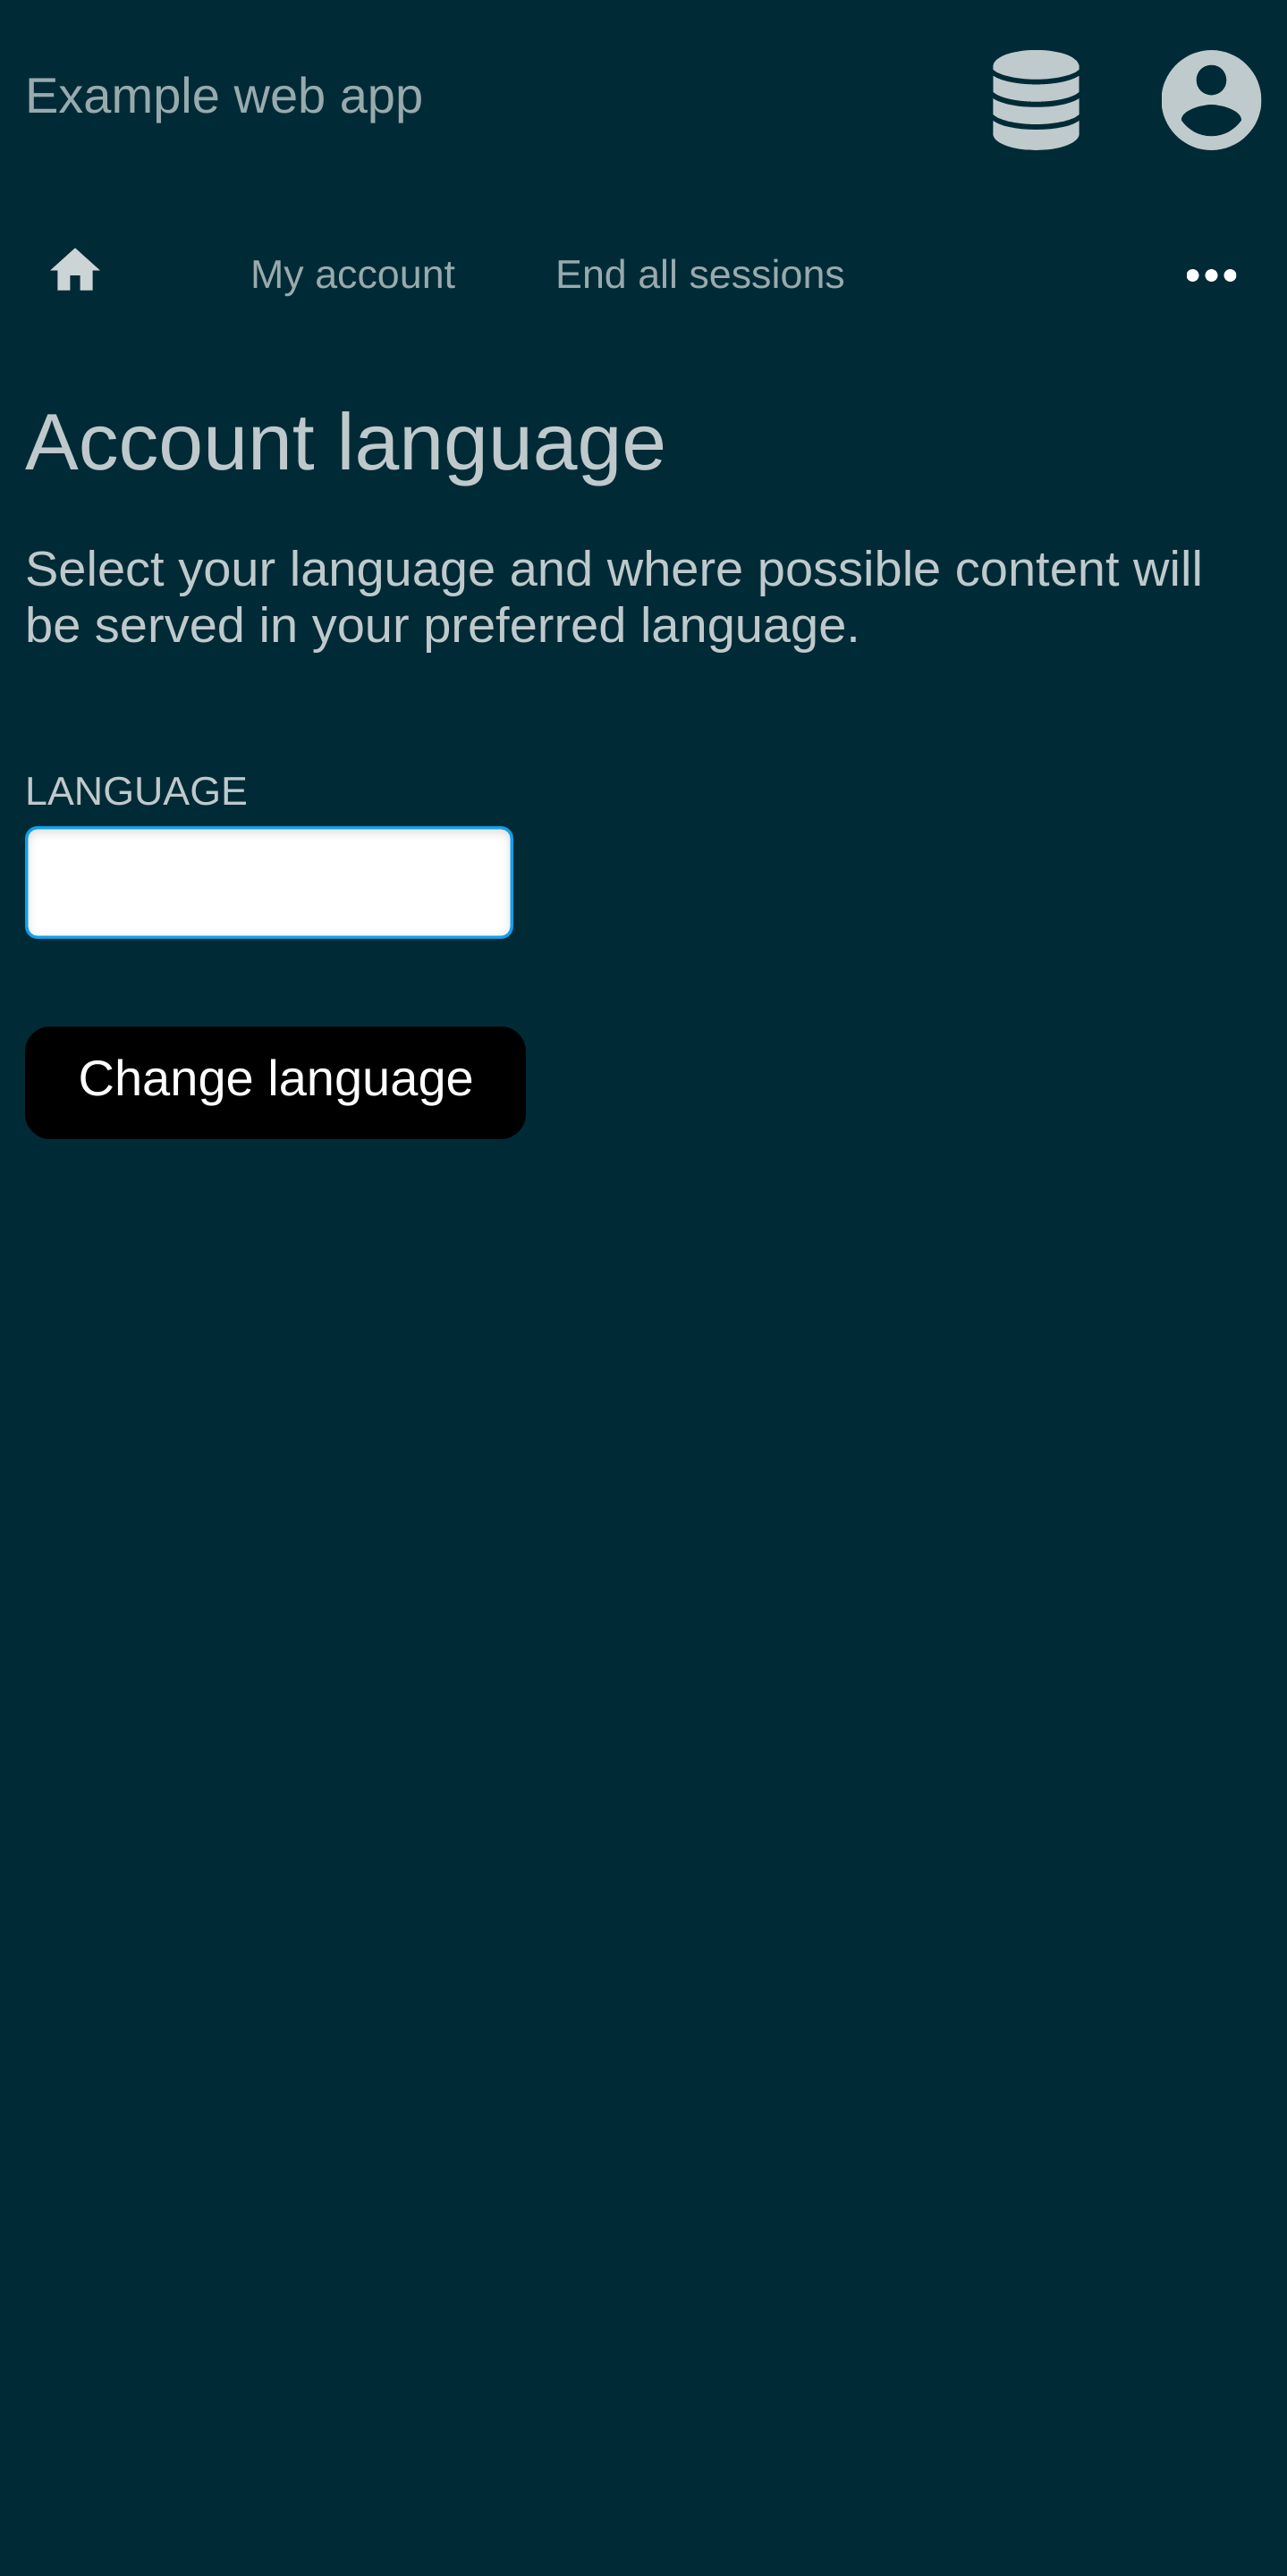 Example web app
My account End all sessions
Account language
Select your language and where possible content will
be served in your preferred language.
LANGUAGE
Change language